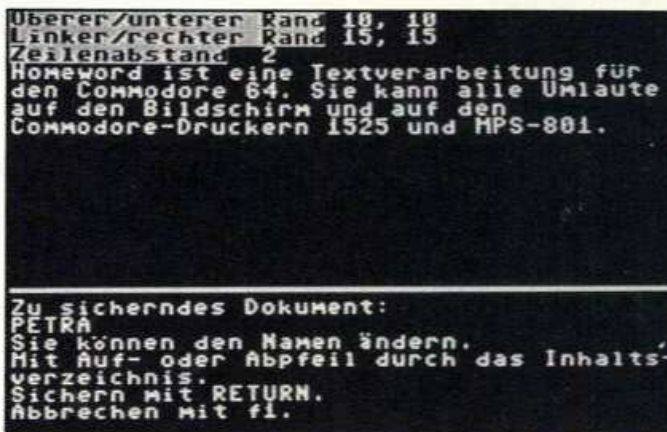 Oberer/unterer Rand 10, 10
Linker/rechter Rand 15, 15
Zeilenabstand 2
Homeword ist eine Textverarbeitung für
den Commodore 64. Sie kann alle Umlaute
auf den Bildschirm und auf den
Commodore-Druckern 1525 und MPS-801.
Zu sicherndes Dokument:
PETRA
Sie können den Namen ändern.
Mit Auf- oder Abpfeil durch das Inhalts-
verzeichnis.
Sichern mit RETURN.
Abbrechen mit f1.